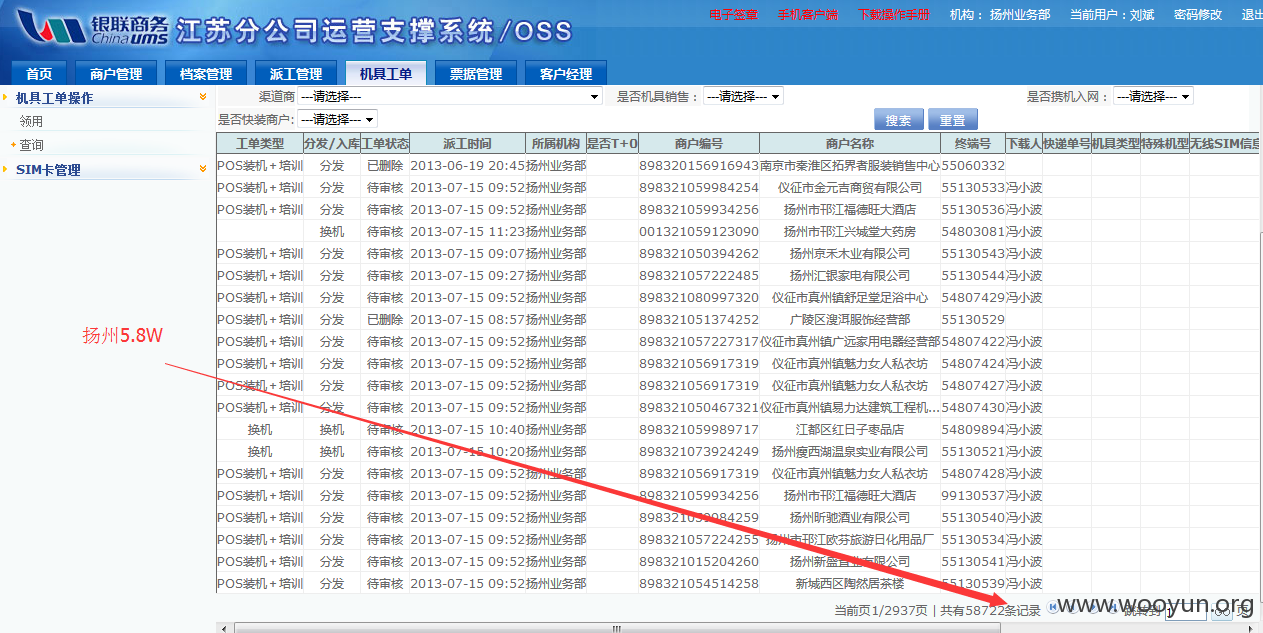 银联商务 China ums 江苏分公司运营支撑系统/OSS
电子签章 手机客户端 下载操作手册 机构： 扬州业务部 当前用户：刘斌 密码修改 退出
首页 商户管理 档案管理 派工管理 机具工单 票据管理 客户经理
机具工单操作
领用
查询
SIM卡管理
渠道商 ---请选择--- 是否机具销售： ---请选择--- 是否携机入网： ---请选择---
是否快装商户： ---请选择---
搜索 重置
工单类型 分发/入库 工单状态 派工时间 所属机构 是否T+0 商户编号 商户名称 终端号 下载人 快递单号 机具类型 特殊机型 无线SIM信息
POS装机+培训 分发 已删除 2013-06-19 20:45 扬州业务部 898320156916943 南京市秦淮区拓界者服装销售中心 55060332
POS装机+培训 分发 待审核 2013-07-15 09:52 扬州业务部 898321059984254 仪征市金元吉商贸有限公司 55130533 冯小波
POS装机+培训 分发 待审核 2013-07-15 09:52 扬州业务部 898321059934256 扬州市邗江福德旺大酒店 55130536 冯小波
换机 待审核 2013-07-15 11:23 扬州业务部 001321059123090 扬州市邗江兴城堂大药房 54803081 冯小波
POS装机+培训 分发 待审核 2013-07-15 09:07 扬州业务部 898321050394262 扬州京禾木业有限公司 55130543 冯小波
POS装机+培训 分发 待审核 2013-07-15 09:27 扬州业务部 898321057222485 扬州汇银家电有限公司 55130544 冯小波
POS装机+培训 分发 待审核 2013-07-15 09:52 扬州业务部 898321080997320 仪征市真州镇舒足堂足浴中心 54807429 冯小波
POS装机+培训 分发 已删除 2013-07-15 08:57 扬州业务部 898321051374252 广陵区溲洱服饰经营部 55130529
POS装机+培训 分发 待审核 2013-07-15 09:52 扬州业务部 898321057227317 仪征市真州镇广远家用电器经营部 54807422 冯小波
POS装机+培训 分发 待审核 2013-07-15 09:52 扬州业务部 898321056917319 仪征市真州镇魅力女人私衣坊 54807424 冯小波
POS装机+培训 分发 待审核 2013-07-15 09:52 扬州业务部 898321056917319 仪征市真州镇魅力女人私衣坊 54807427 冯小波
POS装机+培训 分发 待审核 2013-07-15 09:52 扬州业务部 898321050467321 仪征市真州镇易力达建筑工程机... 54807430 冯小波
换机 换机 待审核 2013-07-15 10:40 扬州业务部 898321059989717 江都区红日子枣品店 54809894 冯小波
换机 换机 待审核 2013-07-15 10:20 扬州业务部 898321073924249 扬州瘦西湖温泉实业有限公司 55130521 冯小波
POS装机+培训 分发 待审核 2013-07-15 09:52 扬州业务部 898321056917319 仪征市真州镇魅力女人私衣坊 54807428 冯小波
POS装机+培训 分发 待审核 2013-07-15 09:52 扬州业务部 898321059934256 扬州市邗江福德旺大酒店 99130537 冯小波
POS装机+培训 分发 待审核 2013-07-15 09:52 扬州业务部 898321059984259 扬州昕驰酒业有限公司 55130540 冯小波
POS装机+培训 分发 待审核 2013-07-15 09:52 扬州业务部 898321057224255 扬州市邗江欧芬旅游日化用品厂 55130534 冯小波
POS装机+培训 分发 待审核 2013-07-15 09:52 扬州业务部 898321015204260 扬州新盛置业有限公司 55130541 冯小波
POS装机+培训 分发 待审核 2013-07-15 09:52 扬州业务部 898321054514258 新城西区陶然居茶楼 55130539 冯小波
扬州5.8W
当前页1/2937页 | 共有58722条记录 跳转到 1 GO 页
www.wooyun.org